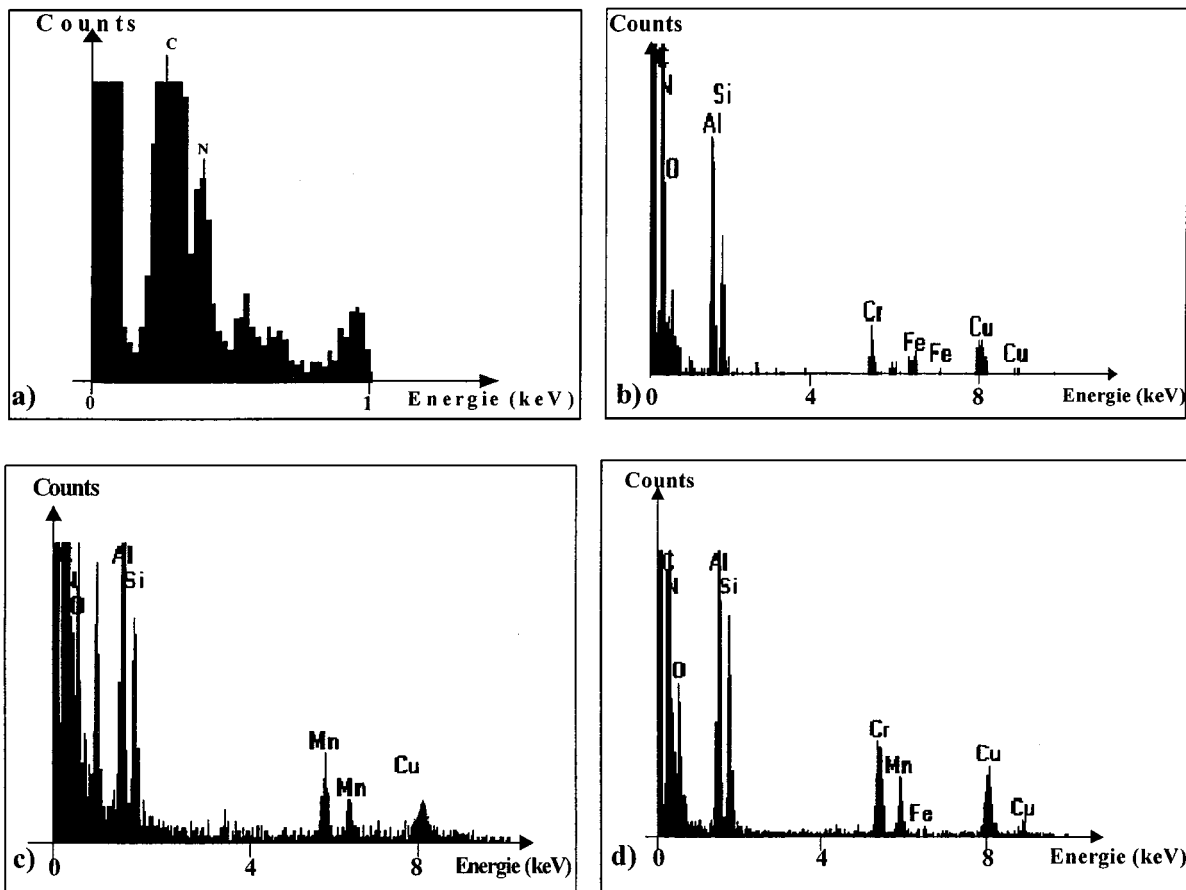 Counts
C
N
a)
0
1
Energie (keV)
Counts
C
N
O
Si
Al
Cr
Fe
Fe
Cu
Cu
b)
0
4
8
Energie (keV)
Counts
Al
Si
O
Mn
Mn
Cu
c)
0
4
8
Energie (keV)
Counts
C
N
O
Al
Si
Cr
Mn
Fe
Cu
Cu
d)
0
4
8
Energie (keV)